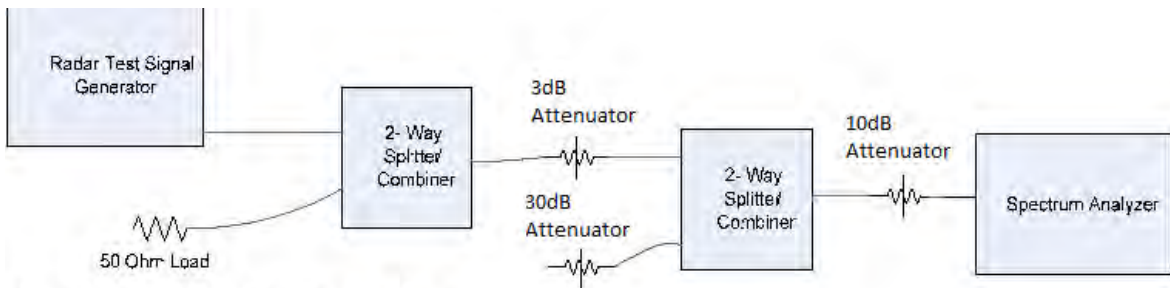 Radar Test Signal
Generator
50 Ohm Load
2- Way
Splitter/
Combiner
3dB
Attenuator
30dB
Attenuator
2- Way
Splitter/
Combiner
10dB
Attenuator
Spectrum Analyzer